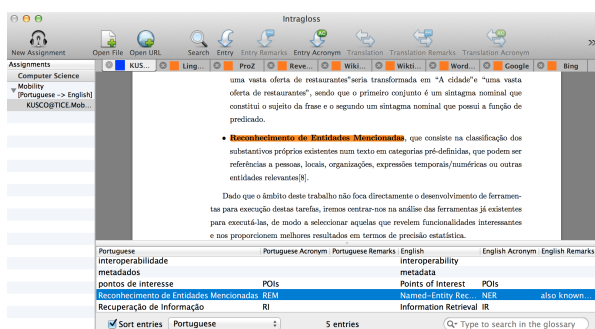 Intragloss
New Assignment Open File Open URL Search Entry Entry Remarks Entry Acronym Translation Translation Remarks Translation Acronym »
Assignments
Computer Science
Mobility
[Portuguese -> English]
KUSCO@TICE.Mob...
KUS... Ling... ProZ Reve... Wiki... Wikti... Word... Google Bing
uma vasta oferta de restaurantes”seria transformada em “A cidade”e “uma vasta
oferta de restaurantes”, sendo que o primeiro conjunto é um sintagma nominal que
constitui o sujeito da frase e o segundo um sintagma nominal que possui a função de
predicado.
• Reconhecimento de Entidades Mencionadas, que consiste na classificação dos
substantivos próprios existentes num texto em categorias pré-definidas, que podem ser
referências a pessoas, locais, organizações, expressões temporais/numéricas ou outras
entidades relevantes[8].
Dado que o âmbito deste trabalho não foca directamente o desenvolvimento de ferramen-
tas para execução destas tarefas, iremos centrar-nos na análise das ferramentas já existentes
para executá-las, de modo a seleccionar aquelas que revelem funcionalidades interessantes
e nos proporcionem melhores resultados em termos de precisão estatística.
Portuguese Portuguese Acronym Portuguese Remarks English English Acronym English Remarks
interoperabilidade interoperability
metadados metadata
pontos de interesse POIs Points of Interest POIs
Reconhecimento de Entidades Mencionadas REM Named-Entity Rec... NER also known...
Recuperação de Informação RI Information Retrieval IR
Sort entries Portuguese 5 entries Type to search in the glossary